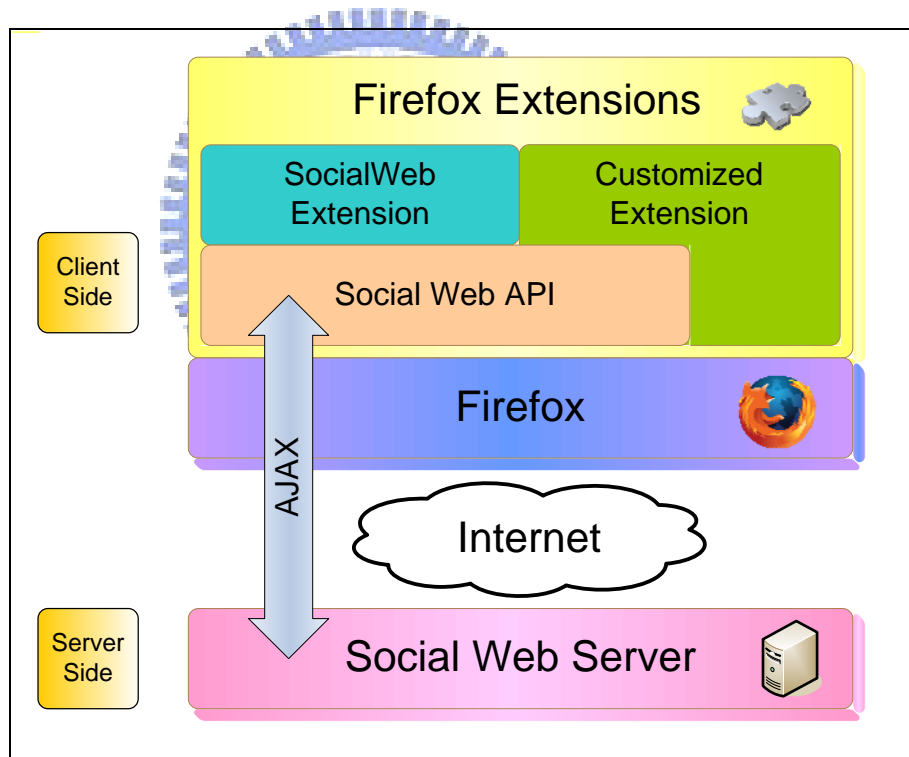 Firefox Extensions
SocialWeb
Extension
Customized
Extension
Client
Side
Social Web API
Firefox
AJAX
Internet
Server
Side
Social Web Server